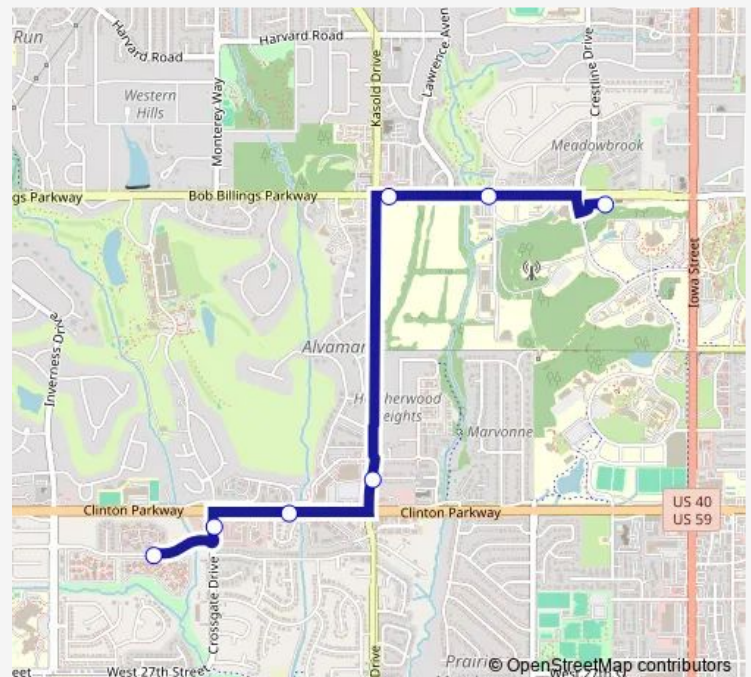 Run
Harvard Road
Harvard Road
Western
Hills
Monterey Way
Kasold Drive
Lawrence Aven
Crestline Drive
Meadowbrook
gs Parkway
Bob Billings Parkway
Iowa Street
Inverness Drive
Alvamar
Marvonne
Clinton Parkway
Clinton Parkway
US 40
US 59
Crossgate Drive
Drive
eet
West 27th Street
Prairi
© OpenStreetMap contributors